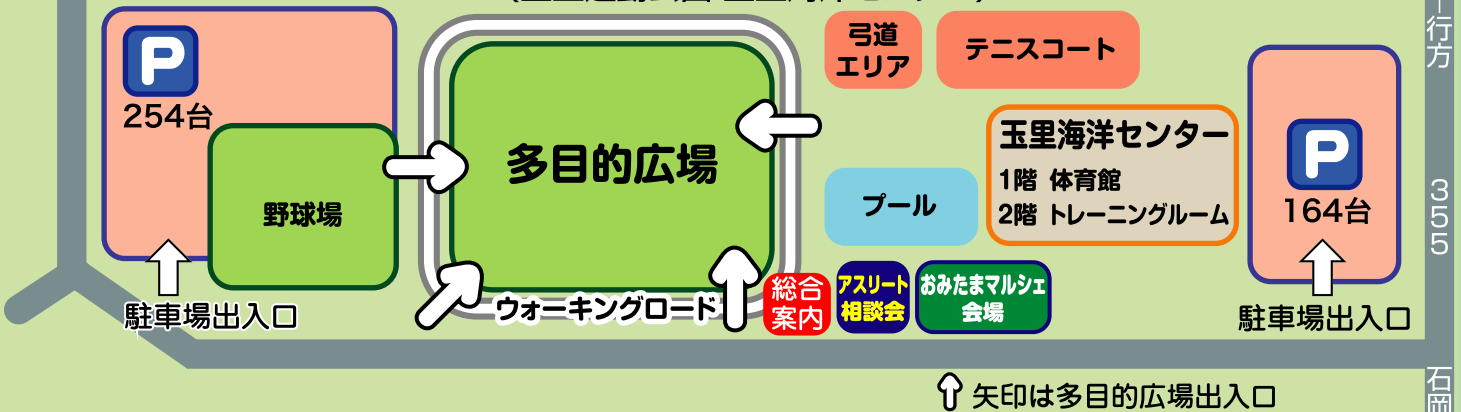 P
254台
野球場
駐車場出入口
多目的広場
ウォーキングロード
弓道
エリア
テニスコート
プール
玉里海洋センター
1階 体育館
2階 トレーニングルーム
総合
案内
アスリート
相談会
おみたまマルシェ
会場
P
164台
駐車場出入口
行方
355
石岡
矢印は多目的広場出入口